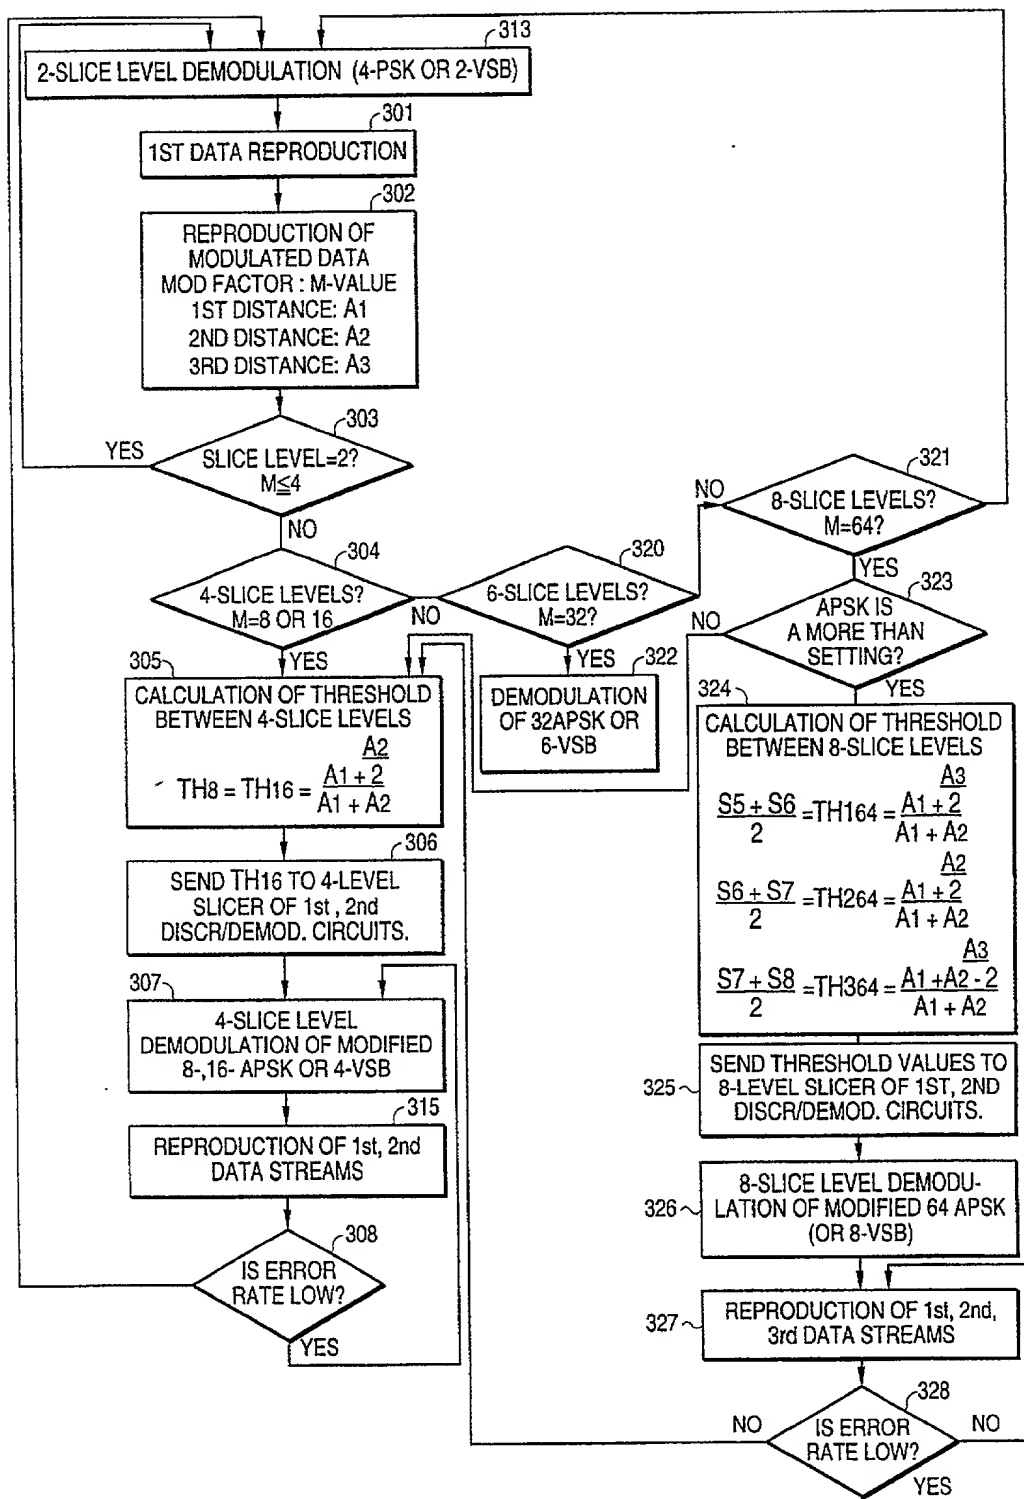 313
2-SLICE LEVEL DEMODULATION (4-PSK OR 2-VSB)
301
1ST DATA REPRODUCTION
302
REPRODUCTION OF
MODULATED DATA
MOD FACTOR : M-VALUE
1ST DISTANCE: A1
2ND DISTANCE: A2
3RD DISTANCE: A3
303
YES
SLICE LEVEL=2?
M≤4
NO
304
4-SLICE LEVELS?
M=8 OR 16
NO
YES
320
6-SLICE LEVELS?
M=32?
NO
YES
321
8-SLICE LEVELS?
M=64?
YES
323
NO
APSK IS
A MORE THAN
SETTING?
YES
322
DEMODULATION
OF 32APSK OR
6-VSB
305
CALCULATION OF THRESHOLD
BETWEEN 4-SLICE LEVELS
A2
TH8 = TH16 = A1 + 2
A1 + A2
306
SEND TH16 TO 4-LEVEL
SLICER OF 1st, 2nd
DISCR/DEMOD. CIRCUITS.
307
4-SLICE LEVEL
DEMODULATION OF MODIFIED
8-,16- APSK OR 4-VSB
315
REPRODUCTION OF 1st, 2nd
DATA STREAMS
308
IS ERROR
RATE LOW?
YES
324
CALCULATION OF THRESHOLD
BETWEEN 8-SLICE LEVELS
A3
S5 + S6 =TH164= A1 + 2
2 A1 + A2
A2
S6 + S7 =TH264= A1 + 2
2 A1 + A2
A3
S7 + S8 =TH364= A1 +A2 - 2
2 A1 + A2
325
SEND THRESHOLD VALUES TO
8-LEVEL SLICER OF 1ST, 2ND
DISCR/DEMOD. CIRCUITS.
326
8-SLICE LEVEL DEMODU-
LATION OF MODIFIED 64 APSK
(OR 8-VSB)
327
REPRODUCTION OF 1st, 2nd,
3rd DATA STREAMS
328
NO
IS ERROR
RATE LOW?
NO
YES